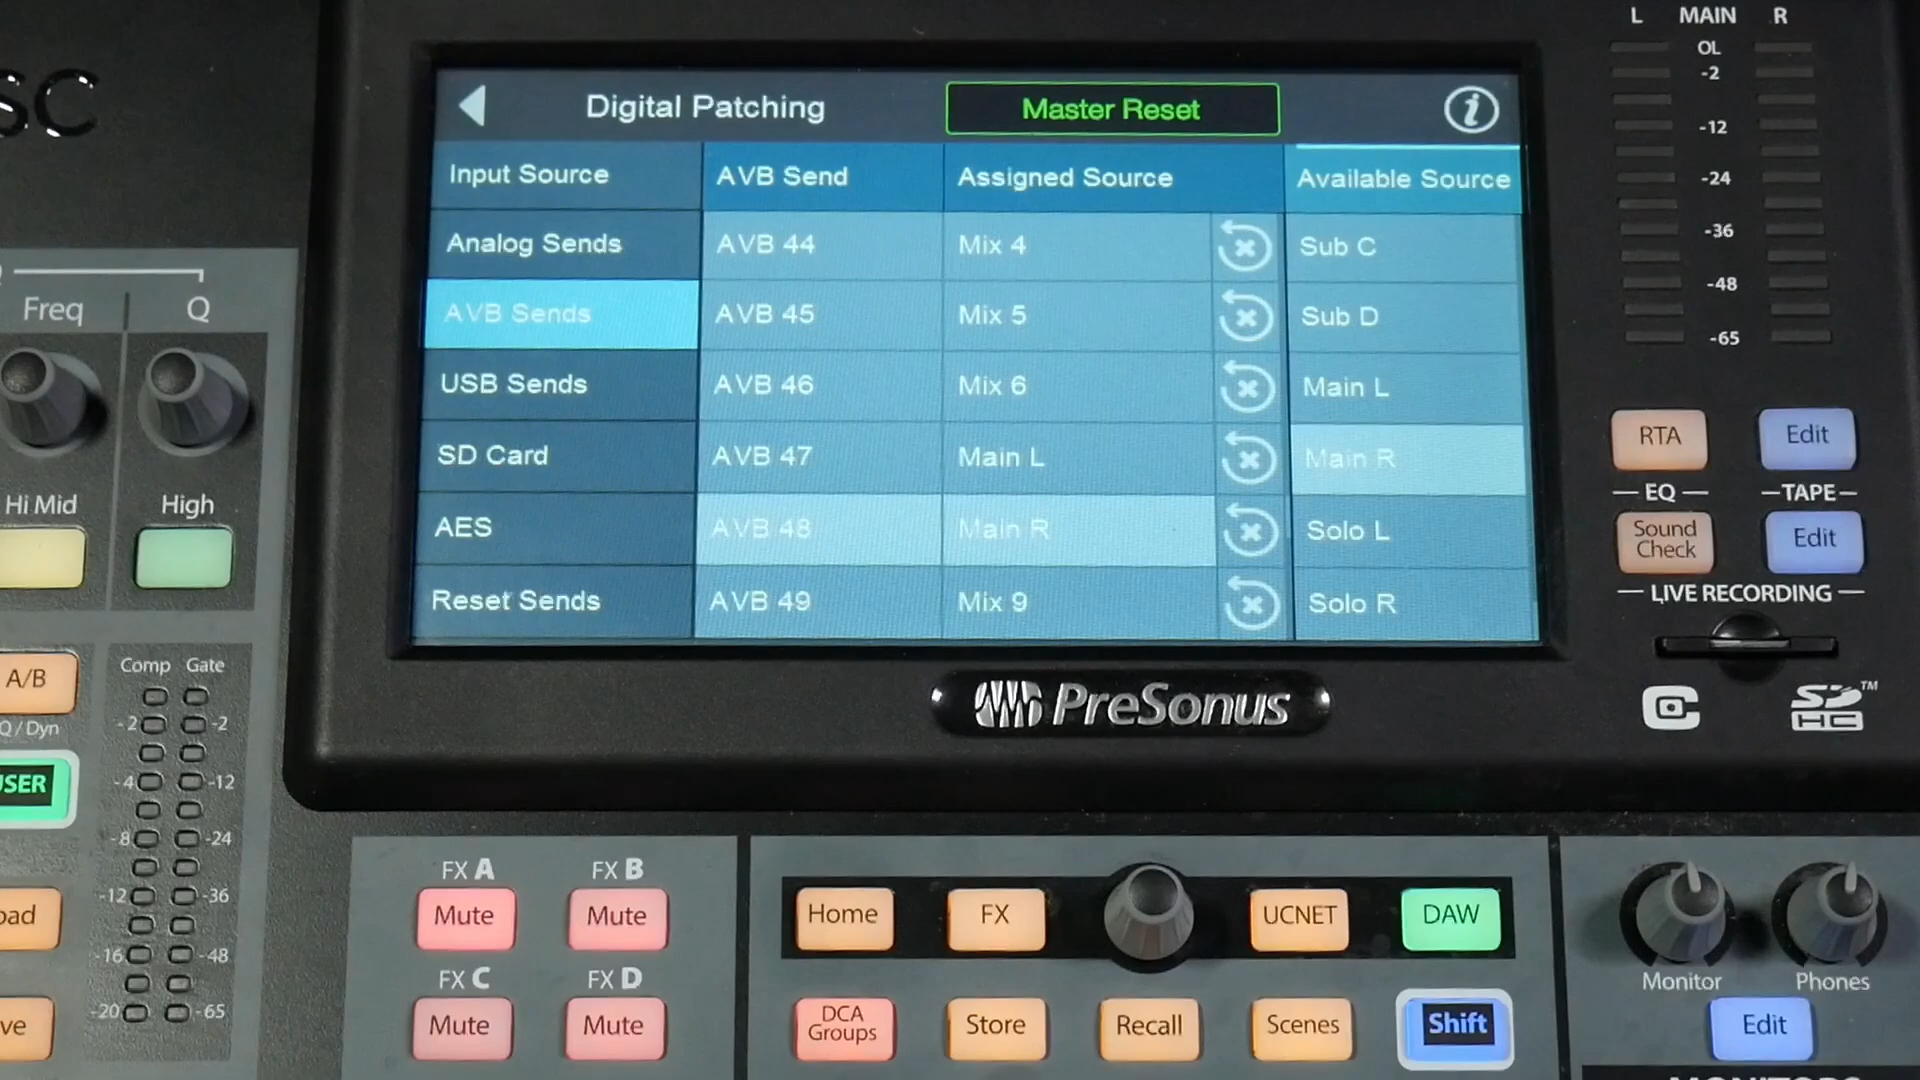 L MAIN R
OL
-2
-12
-24
-36
-48
-65
SC
Digital Patching Master Reset i
Input Source AVB Send Assigned Source Available Source
Analog Sends AVB 44 Mix 4 Sub C
AVB Sends AVB 45 Mix 5 Sub D
USB Sends AVB 46 Mix 6 Main L
SD Card AVB 47 Main L Main R
AES AVB 48 Main R Solo L
Reset Sends AVB 49 Mix 9 Solo R
Freq Q
Hi Mid High
RTA Edit
EQ TAPE
Sound Check Edit
LIVE RECORDING
PreSonus
SD HC ™
A/B
Q / Dyn
USER
Comp Gate
-2 -2
-4 -12
-8 -24
-12 -36
-16 -48
-20 -65
oad
ve
FX A FX B
Mute Mute
FX C FX D
Mute Mute
Home FX UCNET DAW
DCA Groups Store Recall Scenes Shift
Monitor Phones
Edit